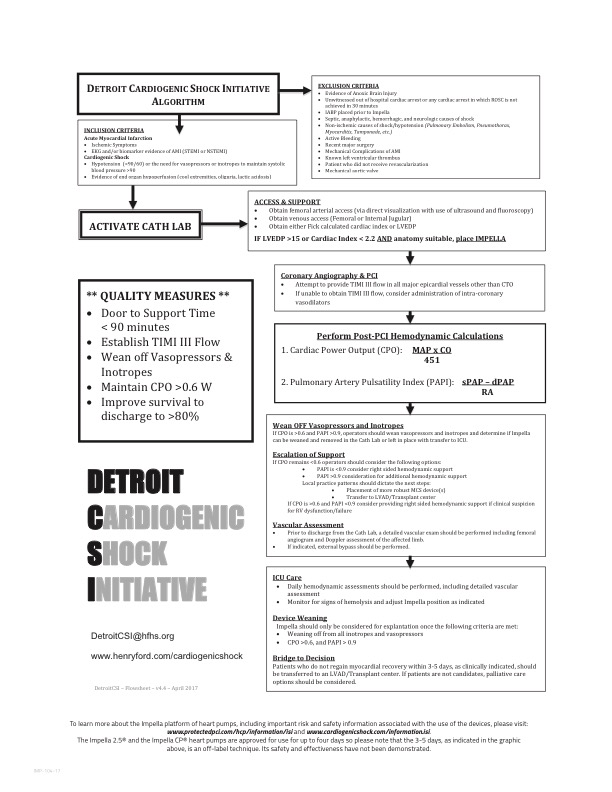 DETROIT CARDIOGENIC SHOCK INITIATIVE
ALGORITHM
EXCLUSION CRITERIA
• Evidence of Anoxic Brain Injury
• Unwitnessed out of hospital cardiac arrest or any cardiac arrest in which ROSC is not
achieved in 30 minutes
• IABP placed prior to Impella
• Septic, anaphylactic, hemorrhagic, and neurologic causes of shock
• Non-ischemic causes of shock/hypotension (Pulmonary Embolism, Pneumothorax,
Myocarditis, Tamponade, etc.)
• Active Bleeding
• Recent major surgery
• Mechanical Complications of AMI
• Known left ventricular thrombus
• Patient who did not receive revascularization
• Mechanical aortic valve
INCLUSION CRITERIA
Acute Myocardial Infarction
• Ischemic Symptoms
• EKG and/or biomarker evidence of AMI (STEMI or NSTEMI)
Cardiogenic Shock
• Hypotension (<90/60) or the need for vasopressors or inotropes to maintain systolic
blood pressure >90
• Evidence of end organ hypoperfusion (cool extremities, oliguria, lactic acidosis)
ACTIVATE CATH LAB
ACCESS & SUPPORT
• Obtain femoral arterial access (via direct visualization with use of ultrasound and fluoroscopy)
• Obtain venous access (Femoral or Internal Jugular)
• Obtain either Fick calculated cardiac index or LVEDP
IF LVEDP >15 or Cardiac Index < 2.2 AND anatomy suitable, place IMPELLA
Coronary Angiography & PCI
• Attempt to provide TIMI III flow in all major epicardial vessels other than CTO
• If unable to obtain TIMI III flow, consider administration of intra-coronary
vasodilators
** QUALITY MEASURES **
• Door to Support Time
< 90 minutes
• Establish TIMI III Flow
• Wean off Vasopressors &
Inotropes
• Maintain CPO >0.6 W
• Improve survival to
discharge to >80%
Perform Post-PCI Hemodynamic Calculations
1. Cardiac Power Output (CPO): MAP x CO
451
2. Pulmonary Artery Pulsatility Index (PAPI): sPAP – dPAP
RA
Wean OFF Vasopressors and Inotropes
If CPO is >0.6 and PAPI >0.9, operators should wean vasopressors and inotropes and determine if Impella
can be weaned and removed in the Cath Lab or left in place with transfer to ICU.
Escalation of Support
If CPO remains <0.6 operators should consider the following options:
• PAPI is <0.9 consider right sided hemodynamic support
• PAPI >0.9 consideration for additional hemodynamic support
Local practice patterns should dictate the next steps:
• Placement of more robust MCS device(s)
• Transfer to LVAD/Transplant center
If CPO is >0.6 and PAPI <0.9 consider providing right sided hemodynamic support if clinical suspicion
for RV dysfunction/failure
Vascular Assessment
• Prior to discharge from the Cath Lab, a detailed vascular exam should be performed including femoral
angiogram and Doppler assessment of the affected limb.
• If indicated, external bypass should be performed.
DETROIT
CARDIOGENIC
SHOCK
INITIATIVE
DetroitCSI@hfhs.org
www.henryford.com/cardiogenicshock
DetroitCSI – Flowsheet – v4.4 – April 2017
ICU Care
• Daily hemodynamic assessments should be performed, including detailed vascular
assessment
• Monitor for signs of hemolysis and adjust Impella position as indicated
Device Weaning
Impella should only be considered for explantation once the following criteria are met:
• Weaning off from all inotropes and vasopressors
• CPO >0.6, and PAPI > 0.9
Bridge to Decision
Patients who do not regain myocardial recovery within 3-5 days, as clinically indicated, should
be transferred to an LVAD/Transplant center. If patients are not candidates, palliative care
options should be considered.
To learn more about the Impella platform of heart pumps, including important risk and safety information associated with the use of the devices, please visit:
www.protectedpci.com/hcp/information/isi and www.cardiogenicshock.com/information.isi.
The Impella 2.5® and the Impella CP® heart pumps are approved for use for up to four days so please note that the 3-5 days, as indicated in the graphic
above, is an off-label technique. Its safety and effectiveness have not been demonstrated.